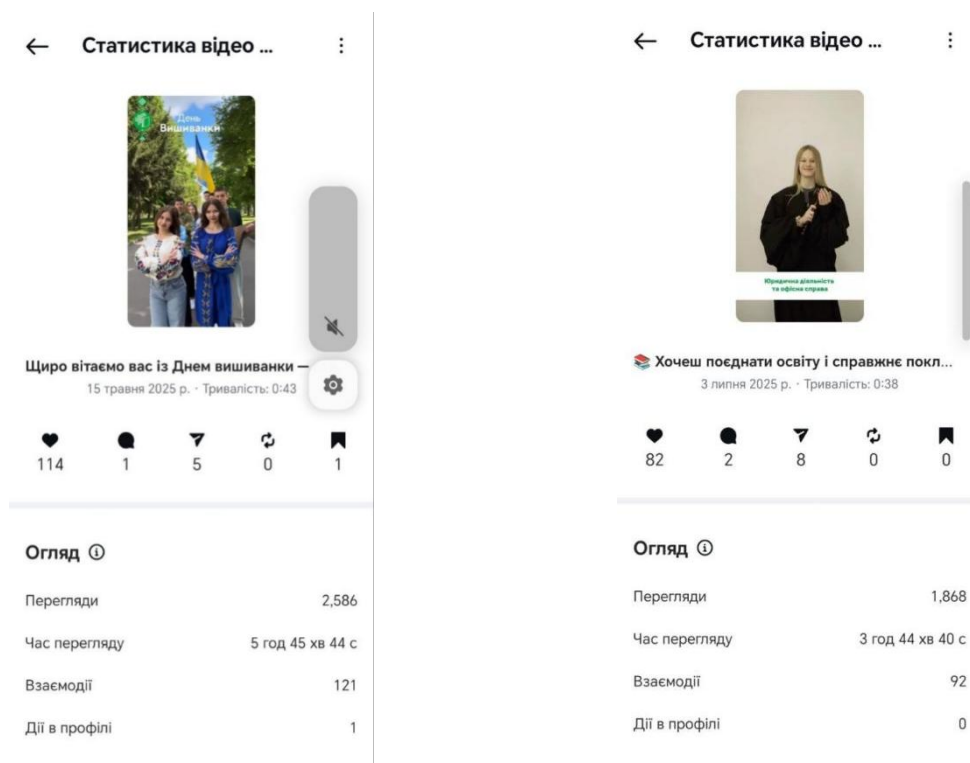 Статистика відео ...
День
Вишиванки
Щиро вітаємо вас із Днем вишиванки —
15 травня 2025 р. · Тривалість: 0:43
114 1 5 0 1
Огляд
Перегляди 2,586
Час перегляду 5 год 45 хв 44 с
Взаємодії 121
Дії в профілі 1
Статистика відео ...
Юридична діяльність
та офісна справа
📚 Хочеш поєднати освіту і справжнє покл...
3 липня 2025 р. · Тривалість: 0:38
82 2 8 0 0
Огляд
Перегляди 1,868
Час перегляду 3 год 44 хв 40 с
Взаємодії 92
Дії в профілі 0